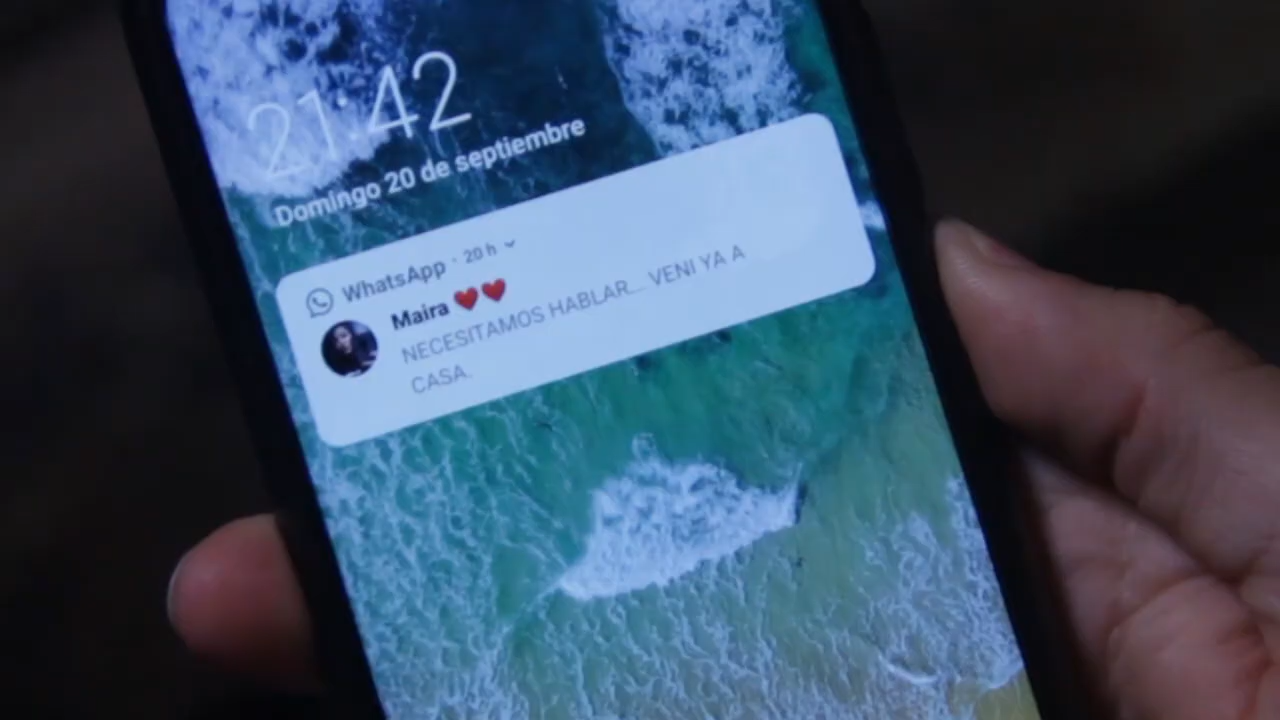 21:42
Domingo 20 de septiembre
WhatsApp · 20 h
Maira ❤️❤️
NECESITAMOS HABLAR... VENI YA A
CASA.